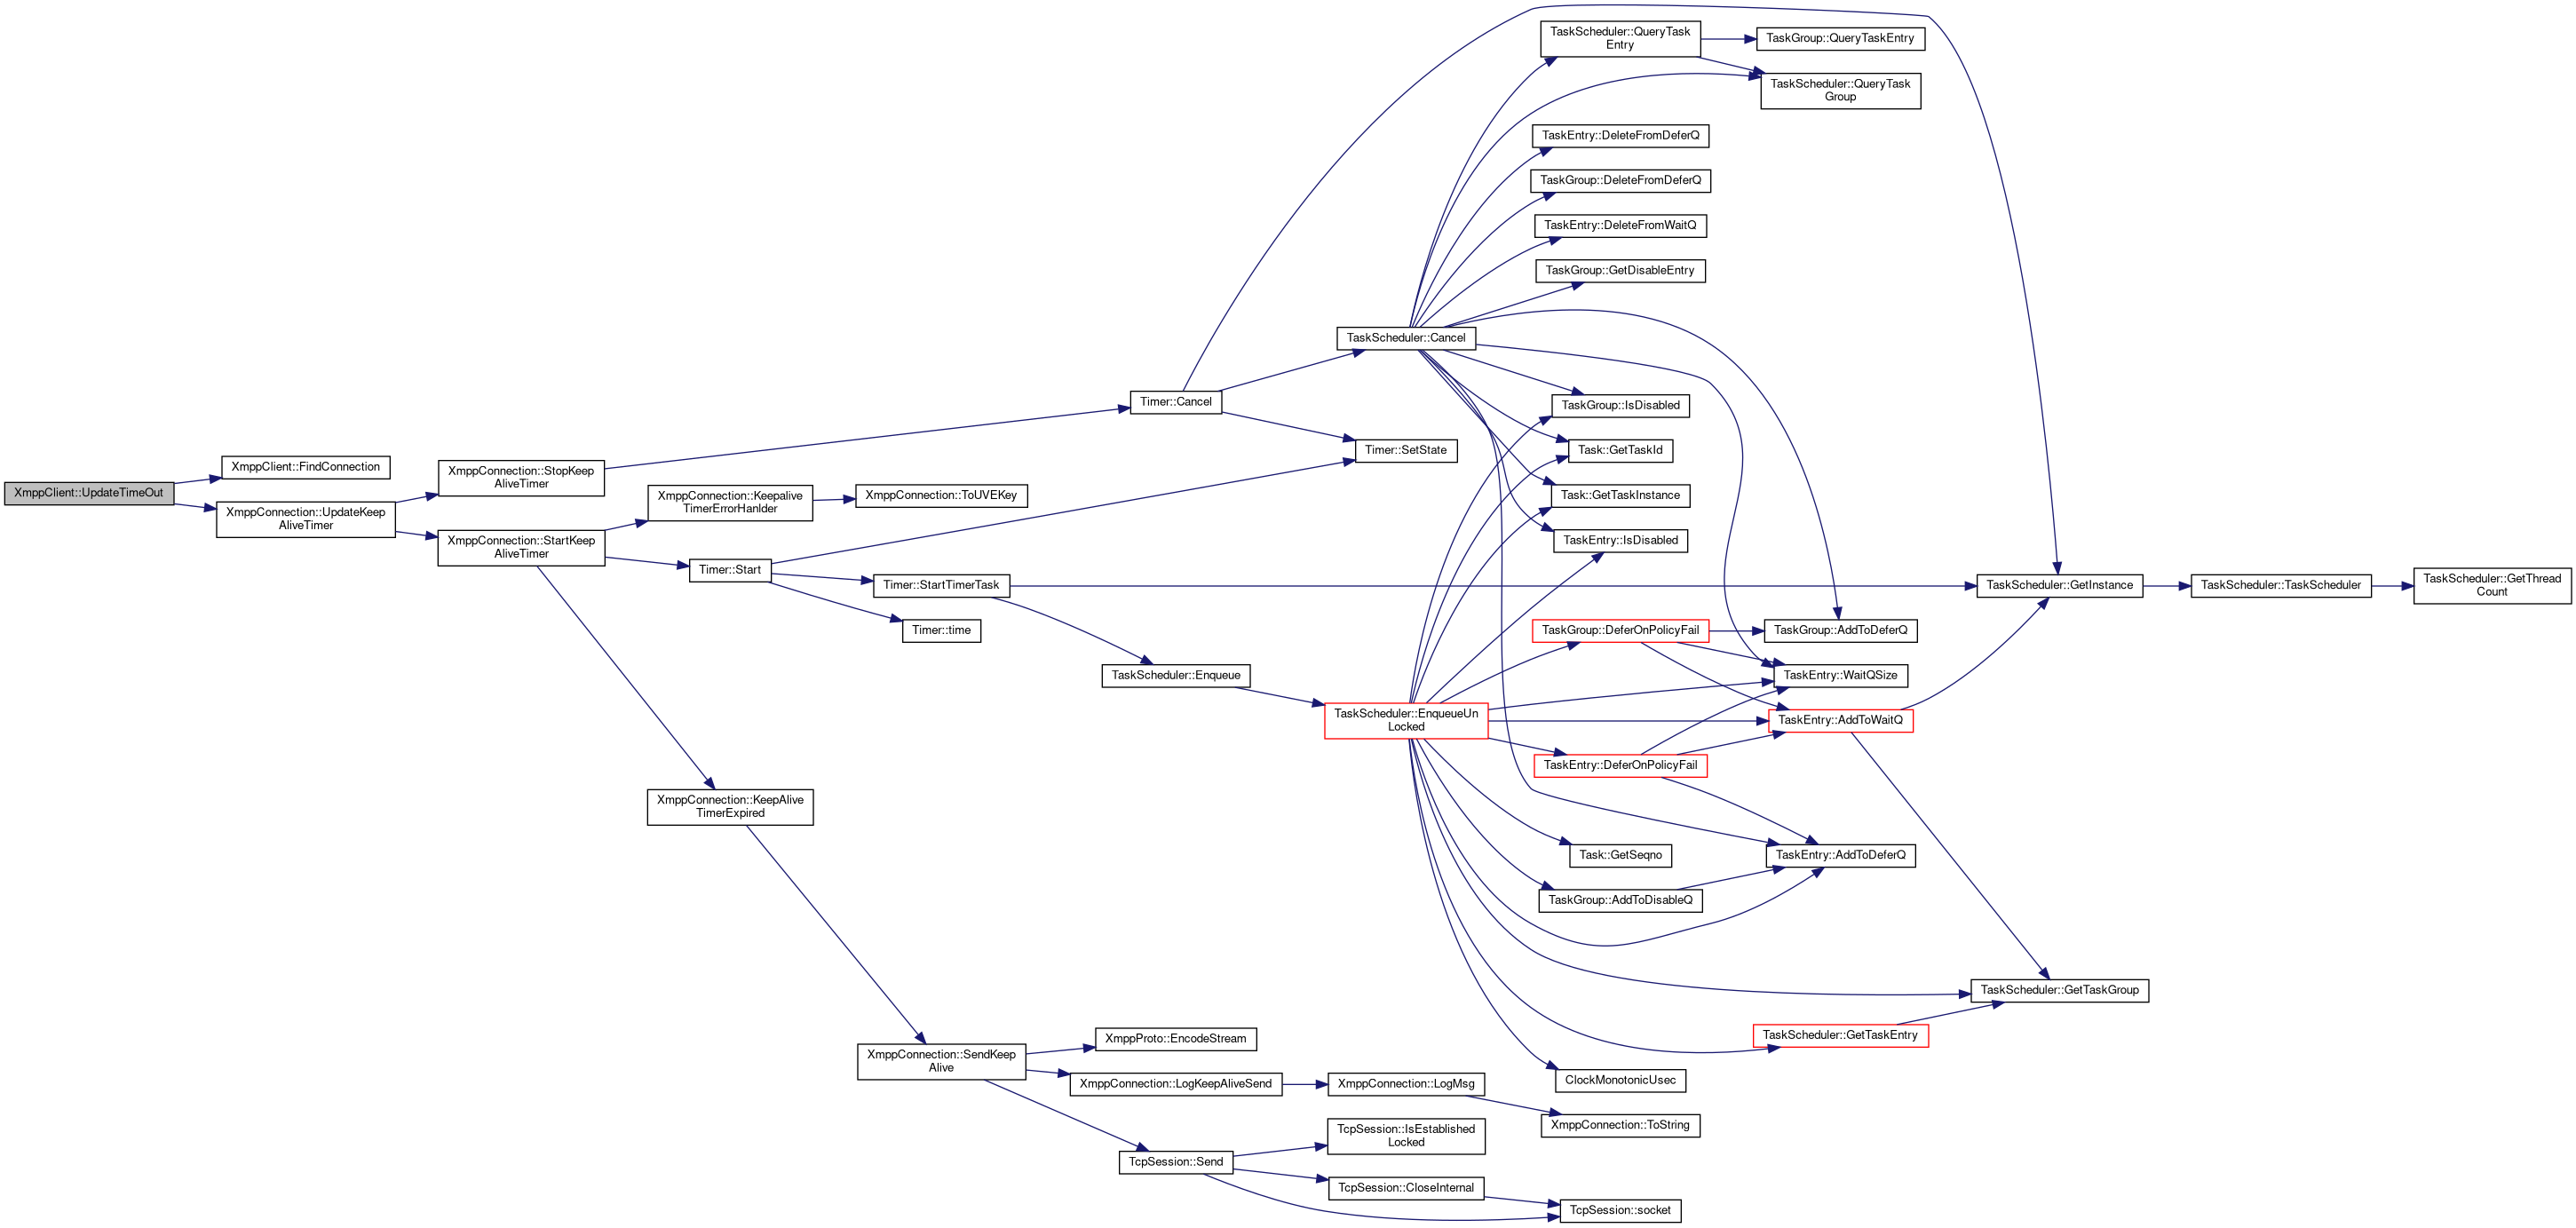 XmppClient::UpdateTimeOut
XmppClient::FindConnection
XmppConnection::UpdateKeep
AliveTimer
XmppConnection::StopKeep
AliveTimer
XmppConnection::StartKeep
AliveTimer
XmppConnection::Keepalive
TimerErrorHanlder
XmppConnection::ToUVEKey
Timer::Start
Timer::StartTimerTask
Timer::time
XmppConnection::KeepAlive
TimerExpired
XmppConnection::SendKeep
Alive
XmppProto::EncodeStream
XmppConnection::LogKeepAliveSend
TcpSession::Send
XmppConnection::LogMsg
XmppConnection::ToString
TcpSession::IsEstablished
Locked
TcpSession::CloseInternal
TcpSession::socket
Timer::Cancel
Timer::SetState
TaskScheduler::Cancel
TaskScheduler::Enqueue
TaskScheduler::EnqueueUn
Locked
TaskScheduler::QueryTask
Entry
TaskGroup::QueryTaskEntry
TaskScheduler::QueryTask
Group
TaskEntry::DeleteFromDeferQ
TaskGroup::DeleteFromDeferQ
TaskEntry::DeleteFromWaitQ
TaskGroup::GetDisableEntry
TaskGroup::IsDisabled
Task::GetTaskId
Task::GetTaskInstance
TaskEntry::IsDisabled
TaskGroup::DeferOnPolicyFail
TaskGroup::AddToDeferQ
TaskEntry::WaitQSize
TaskEntry::AddToWaitQ
TaskEntry::DeferOnPolicyFail
Task::GetSeqno
TaskEntry::AddToDeferQ
TaskGroup::AddToDisableQ
TaskScheduler::GetTaskGroup
TaskScheduler::GetTaskEntry
ClockMonotonicUsec
TaskScheduler::GetInstance
TaskScheduler::TaskScheduler
TaskScheduler::GetThread
Count